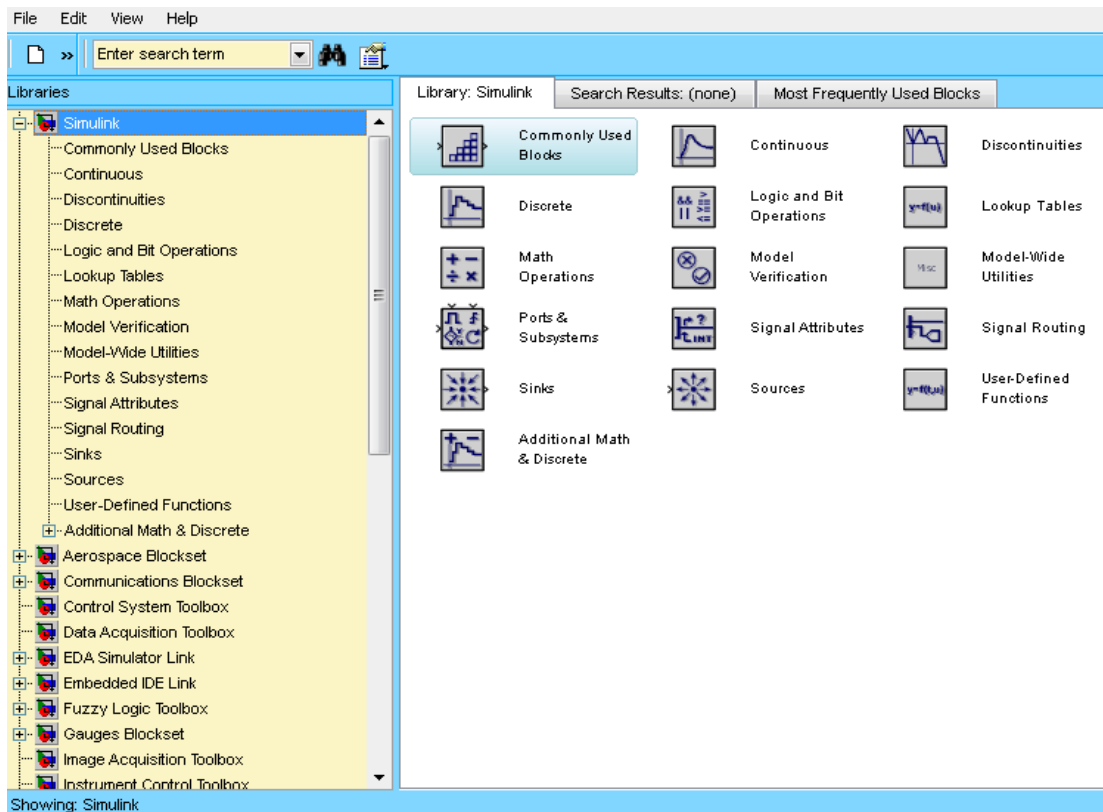 File Edit View Help
» Enter search term
Libraries
Library: Simulink Search Results: (none) Most Frequently Used Blocks
Simulink
Commonly Used Blocks
Continuous
Discontinuities
Discrete
Logic and Bit Operations
Lookup Tables
Math Operations
Model Verification
Model-Wide Utilities
Ports & Subsystems
Signal Attributes
Signal Routing
Sinks
Sources
User-Defined Functions
Additional Math & Discrete
Aerospace Blockset
Communications Blockset
Control System Toolbox
Data Acquisition Toolbox
EDA Simulator Link
Embedded IDE Link
Fuzzy Logic Toolbox
Gauges Blockset
Image Acquisition Toolbox
Instrument Control Toolbox
Commonly Used
Blocks
Continuous
Discontinuities
Discrete
&& > == >=
|| <=
Logic and Bit
Operations
y=f(u)
Lookup Tables
+ −
÷ ×
Math
Operations
Model
Verification
Misc
Model-Wide
Utilities
Ports &
Subsystems
?
INT
Signal Attributes
Signal Routing
Sinks
Sources
y=f(t,u)
User-Defined
Functions
+ −
Additional Math
& Discrete
Showing: Simulink